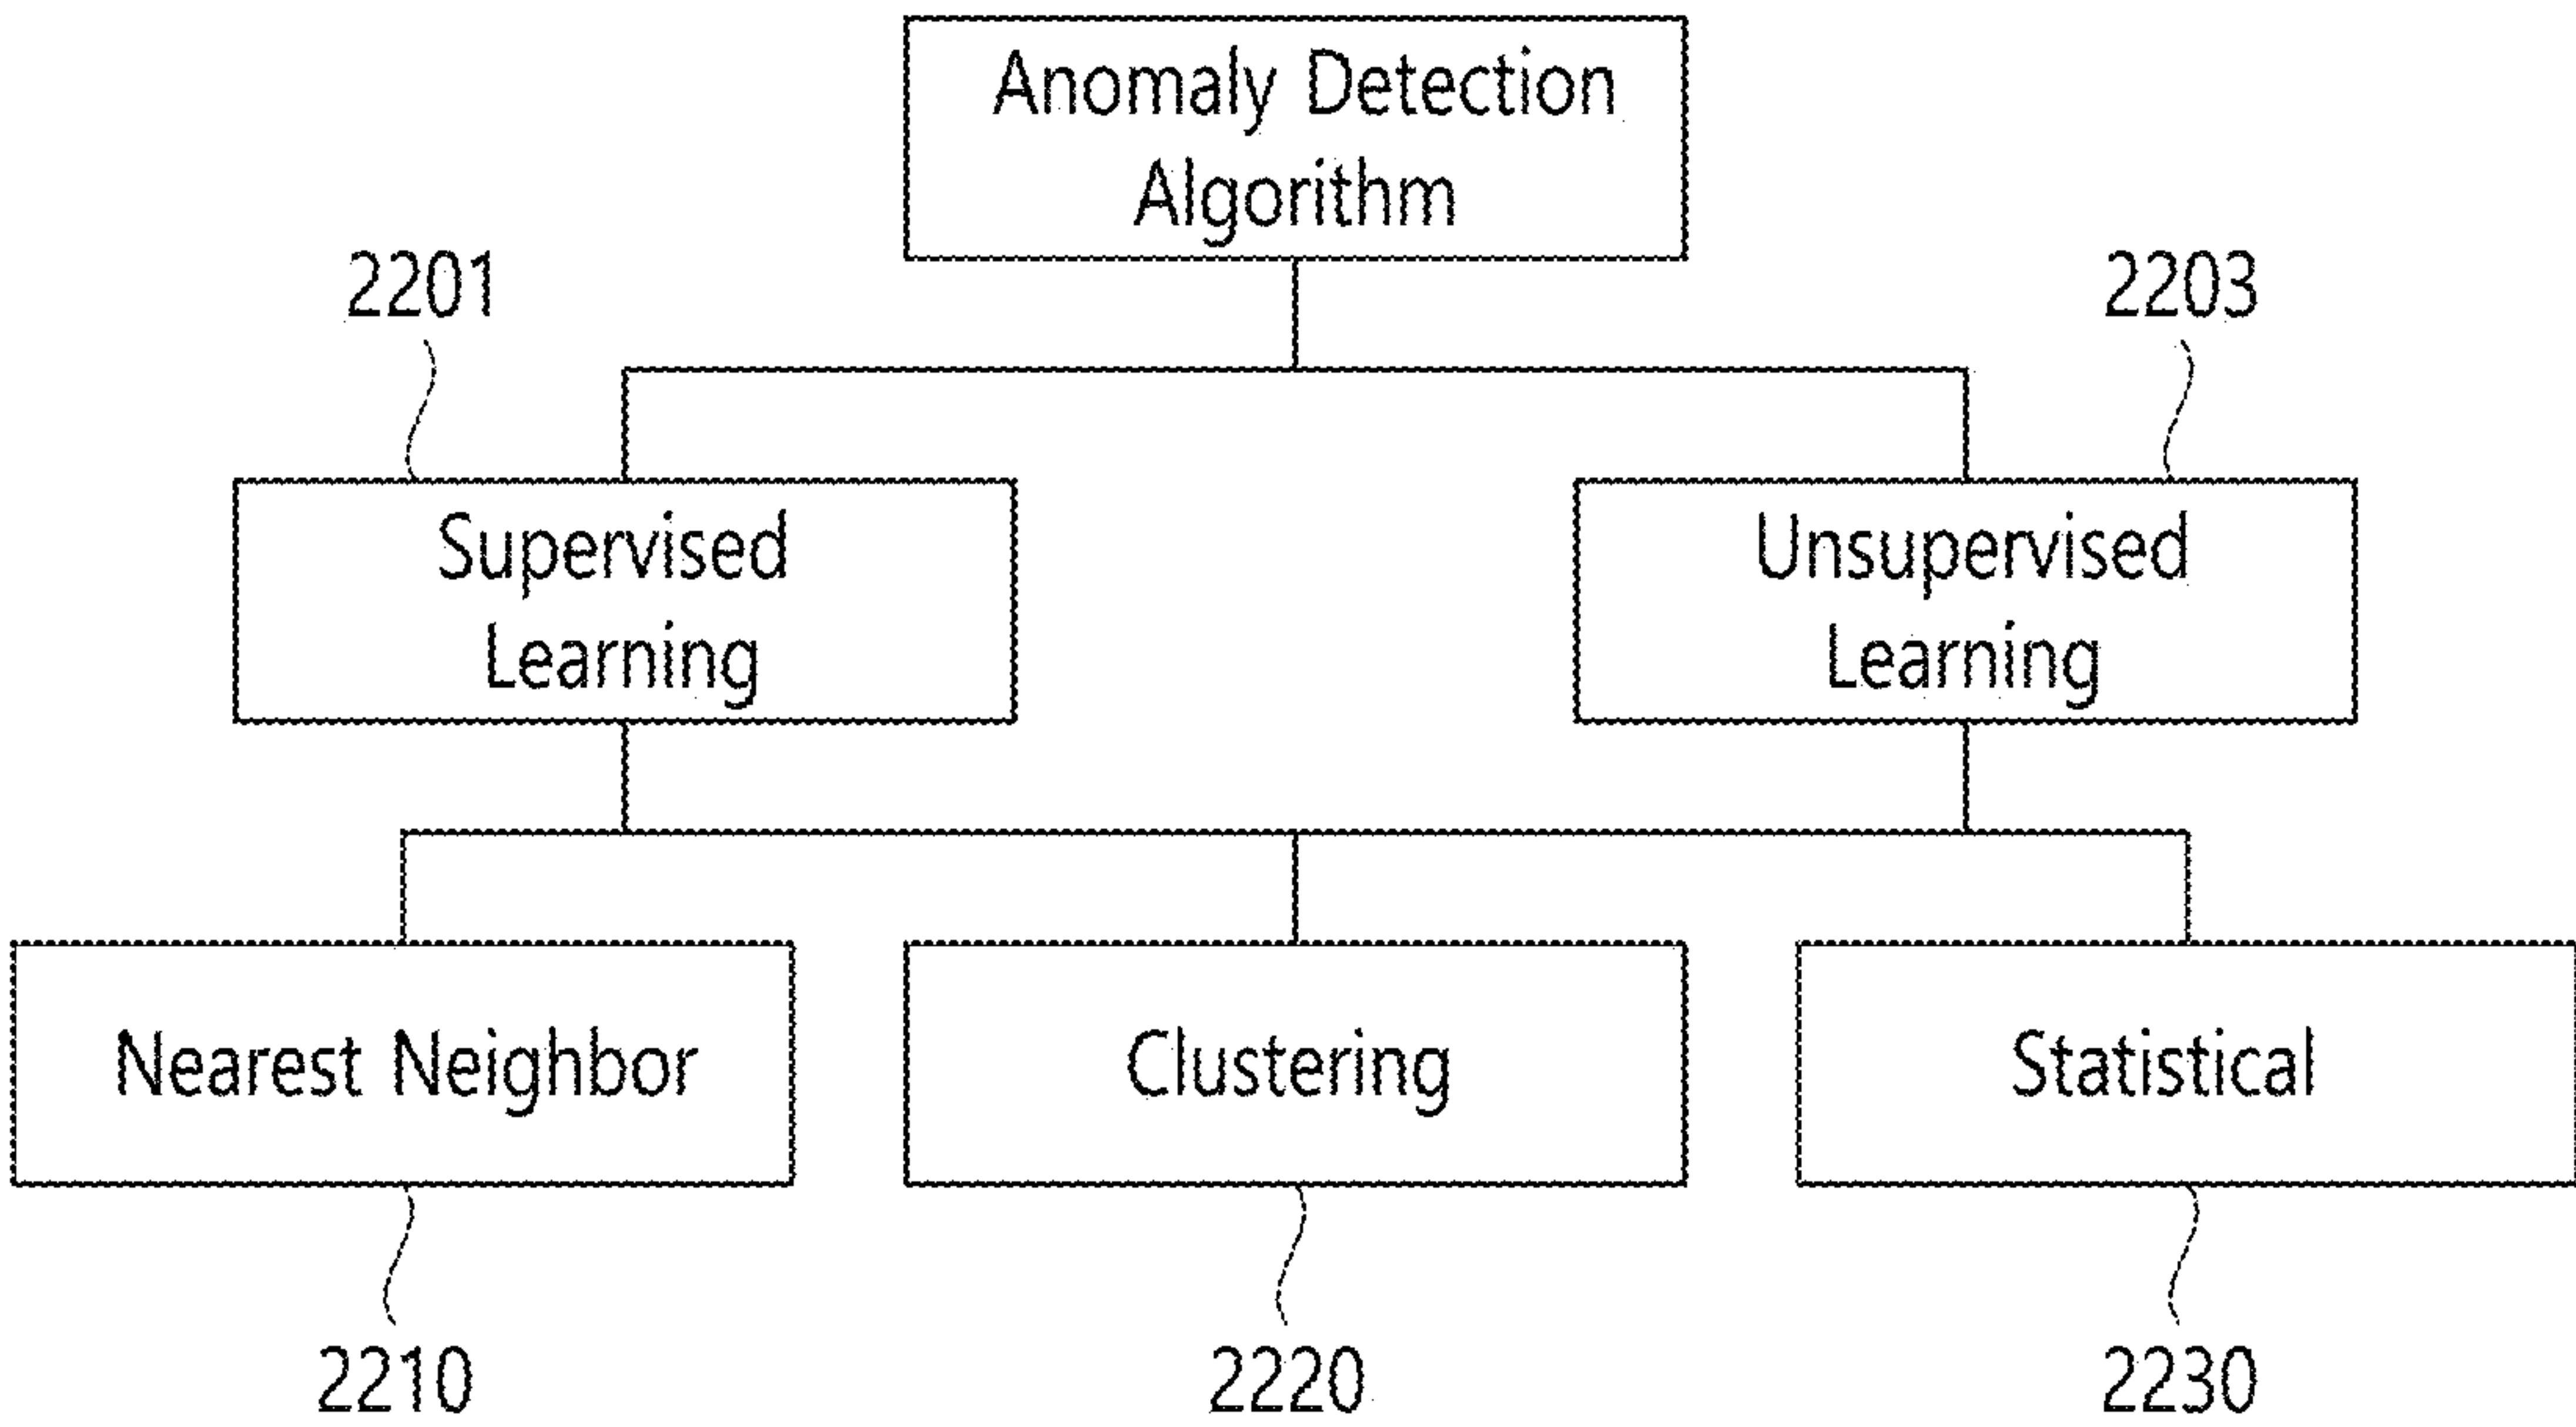 Anomaly Detection
Algorithm
2201
2203
Supervised
Learning
Unsupervised
Learning
Nearest Neighbor
Clustering
Statistical
2210
2220
2230